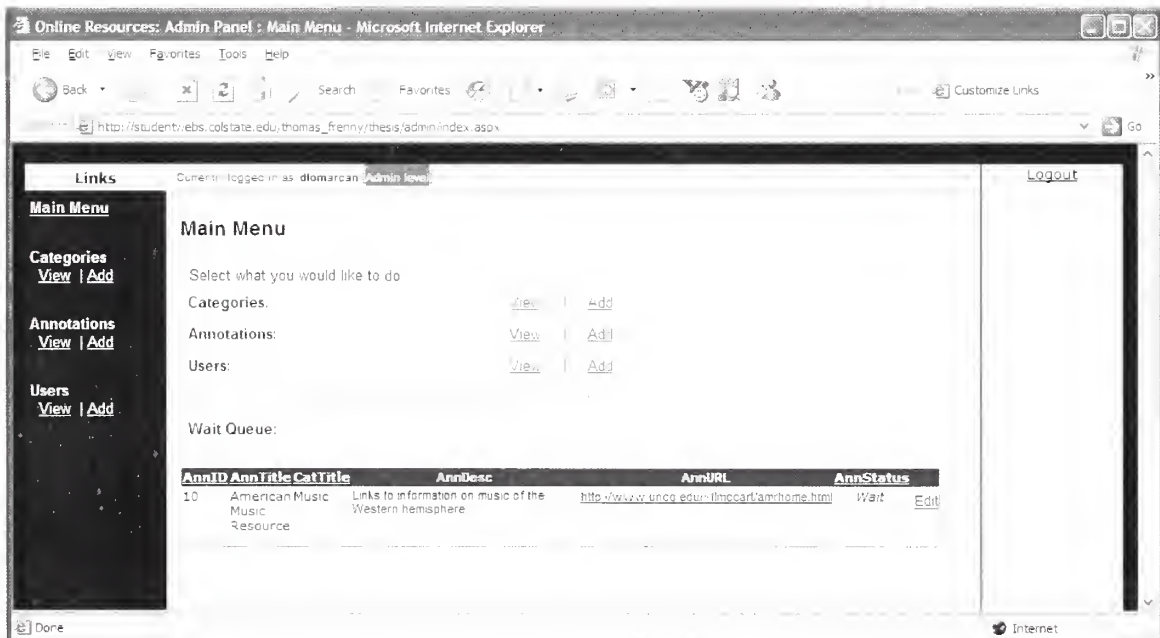 Online Resources: Admin Panel : Main Menu - Microsoft Internet Explorer
File Edit View Favorites Tools Help
Back Search Favorites Customize Links
Go
Links
Currently logged in as dlomarcan Admin level
Logout
Main Menu
Categories
View | Add
Annotations
View | Add
Users
View | Add
Main Menu
Select what you would like to do
Categories: View | Add
Annotations: View | Add
Users: View | Add
Wait Queue:
AnnID AnnTitle CatTitle AnnDesc AnnURL AnnStatus
10 American Music Links to information on music of the Wait Edit
Music Western hemisphere
Resource
Done Internet